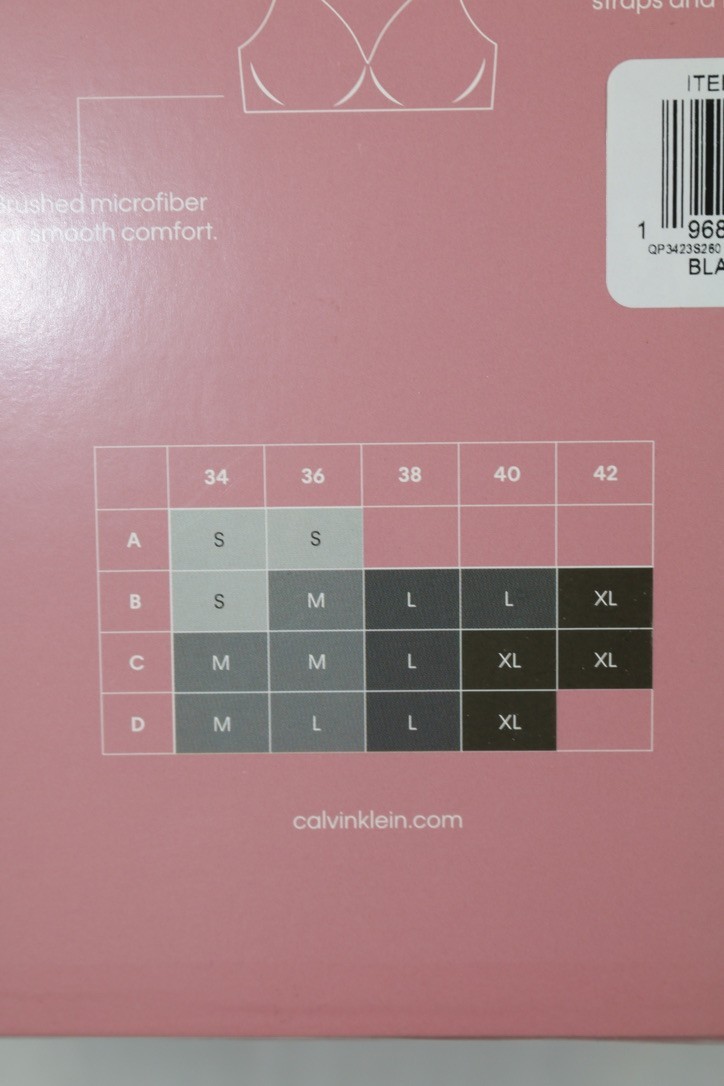 straps and
ITE
1 968
QP3423S260
BLA
Brushed microfiber
for smooth comfort.
34 36 38 40 42
A S S
B S M L L XL
C M M L XL XL
D M L L XL
calvinklein.com